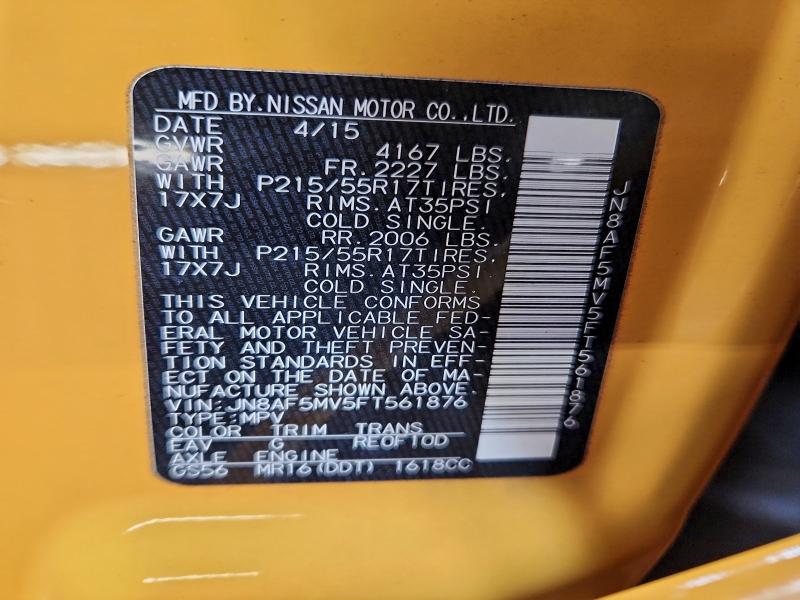 MFD BY.NISSAN MOTOR CO.,LTD.
DATE 4/15
GVWR 4167 LBS.
GAWR FR. 2227 LBS.
WITH P215/55R17TIRES,
17X7J RIMS.AT35PSI
COLD SINGLE.
GAWR RR. 2006 LBS.
WITH P215/55R17TIRES,
17X7J RIMS.AT35PSI.
COLD SINGLE.
THIS VEHICLE CONFORMS
TO ALL APPLICABLE FED-
ERAL MOTOR VEHICLE SA-
FETY AND THEFT PREVEN-
TION STANDARDS IN EFF-
ECT ON THE DATE OF MA-
NUFACTURE SHOWN ABOVE.
VIN:JN8AF5MV5FT561876
TYPE:MPV
COLOR TRIM TRANS
EAV G RE0F10D
AXLE ENGINE
GS56 MR16(DDT) 1618CC
JN8AF5MV5FT561876